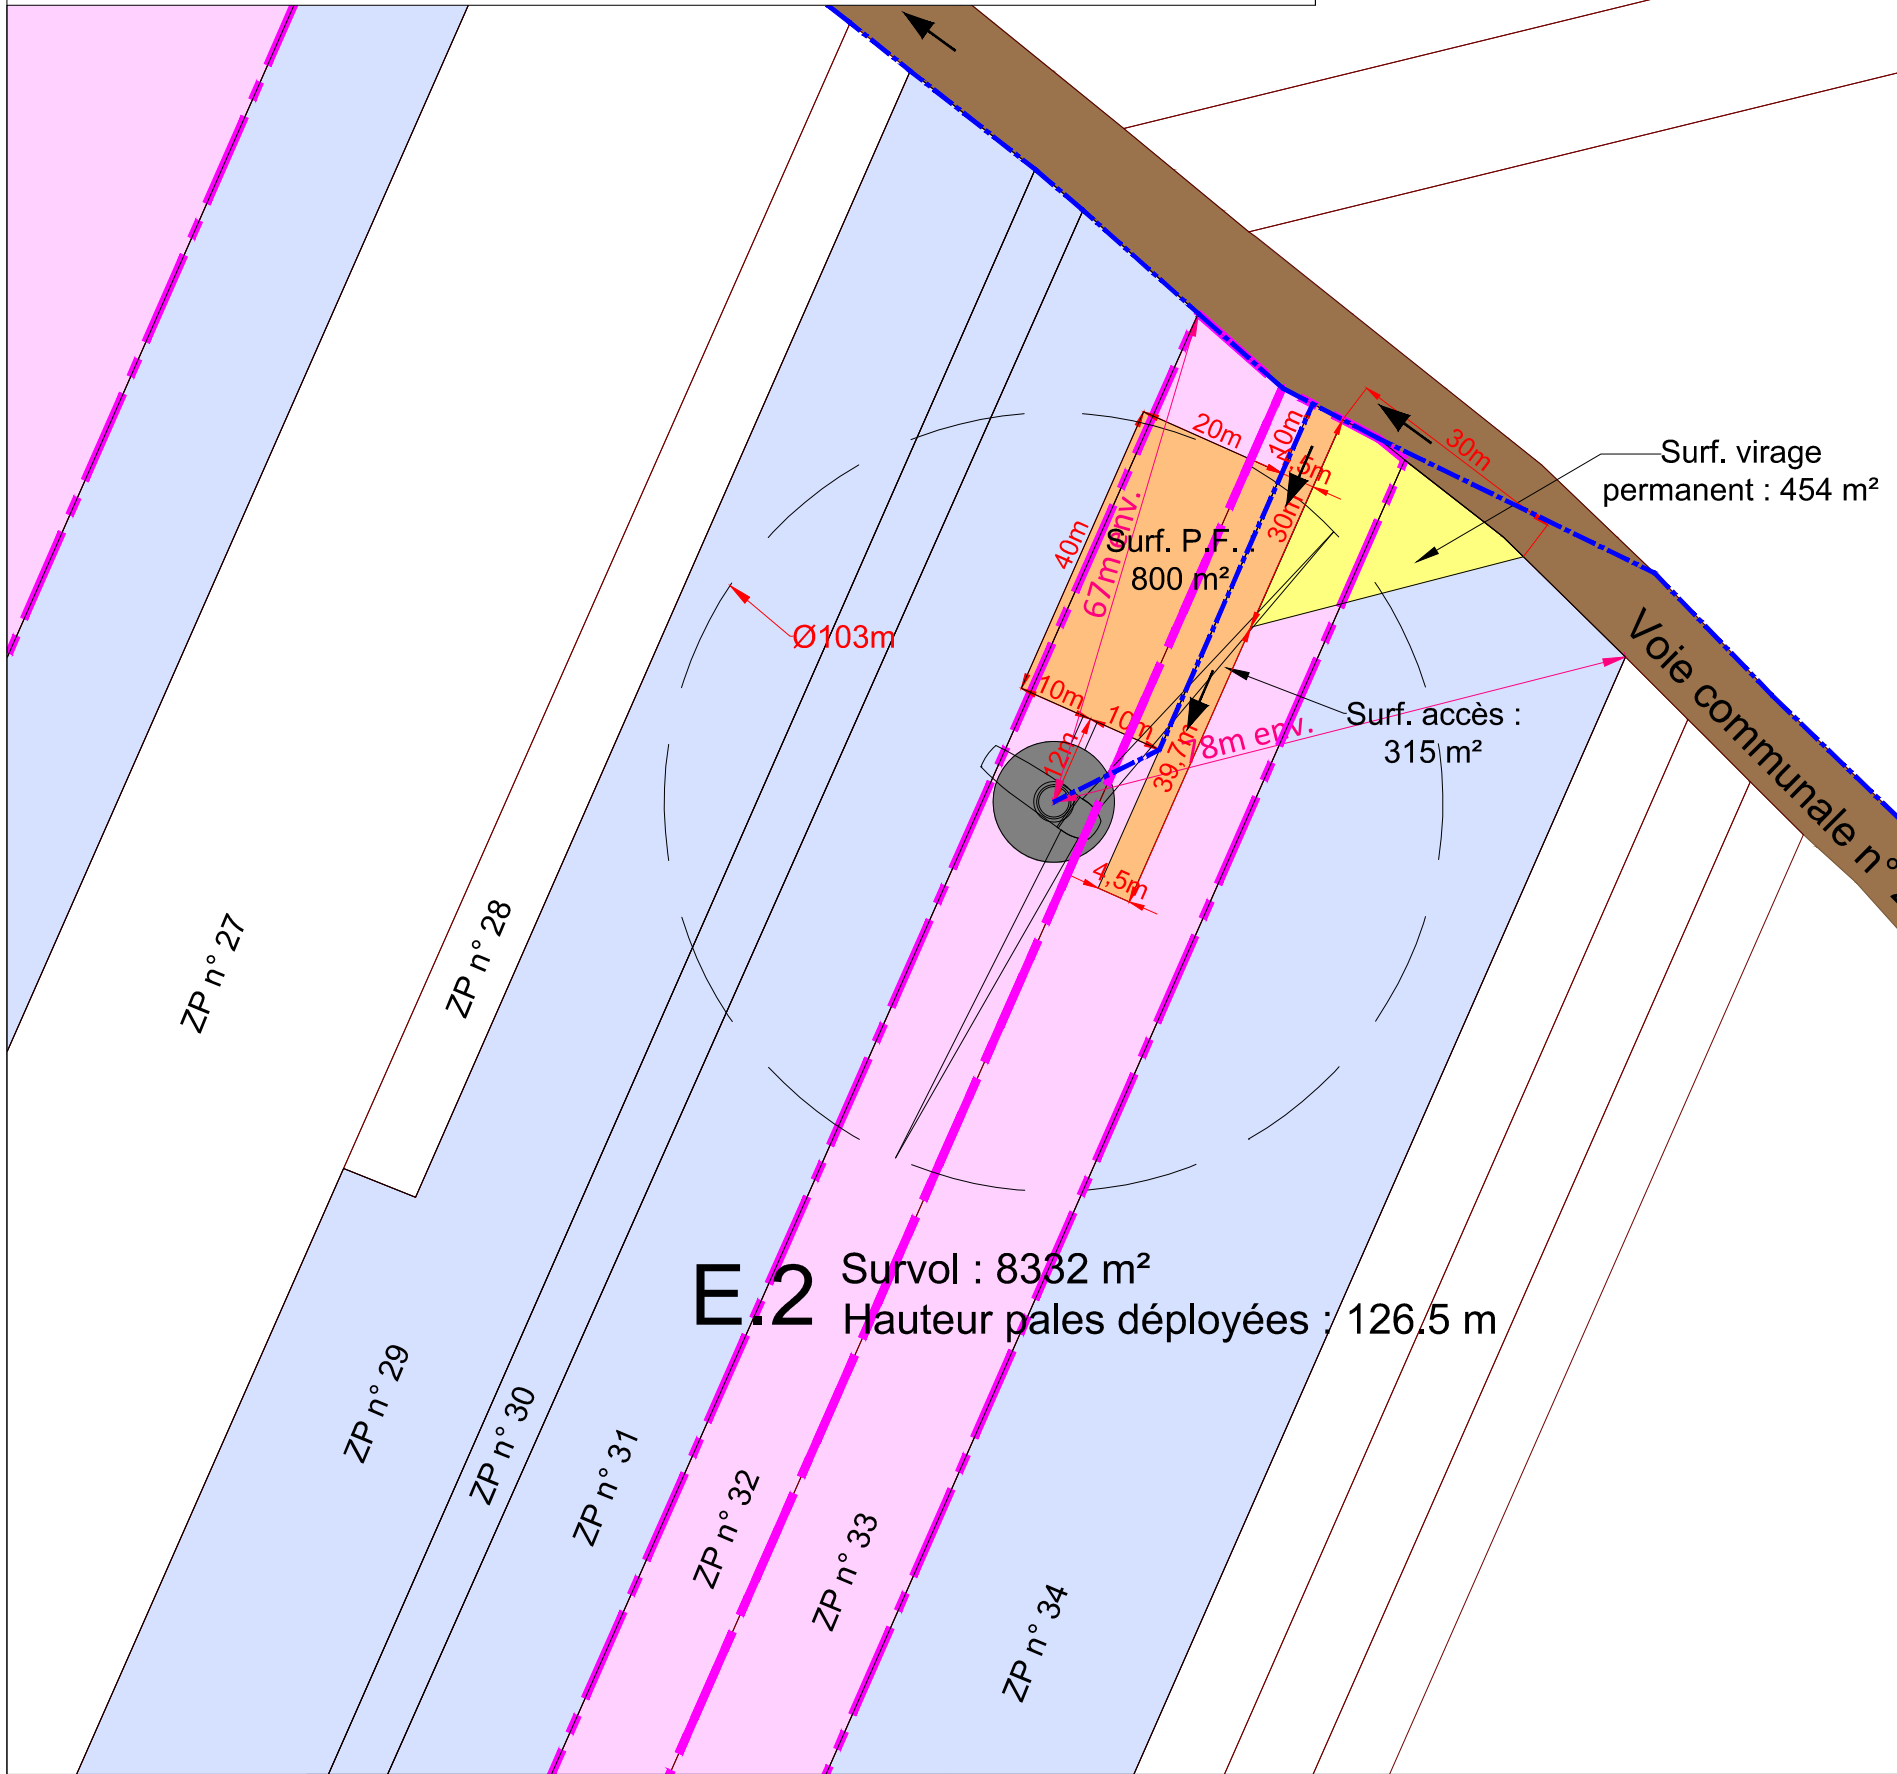 20m
10m
4,5m
30m
Surf. virage
permanent : 454 m²
40m
67m env.
Surf. P.F.
800 m²
30m
Ø103m
Voie communale n°
10m
10m
12m
39,7m
78m env.
Surf. accès :
315 m²
4,5m
ZP n° 27
ZP n° 28
E.2
Survol : 8332 m²
Hauteur pales déployées : 126.5 m
ZP n° 29
ZP n° 30
ZP n° 31
ZP n° 32
ZP n° 33
ZP n° 34